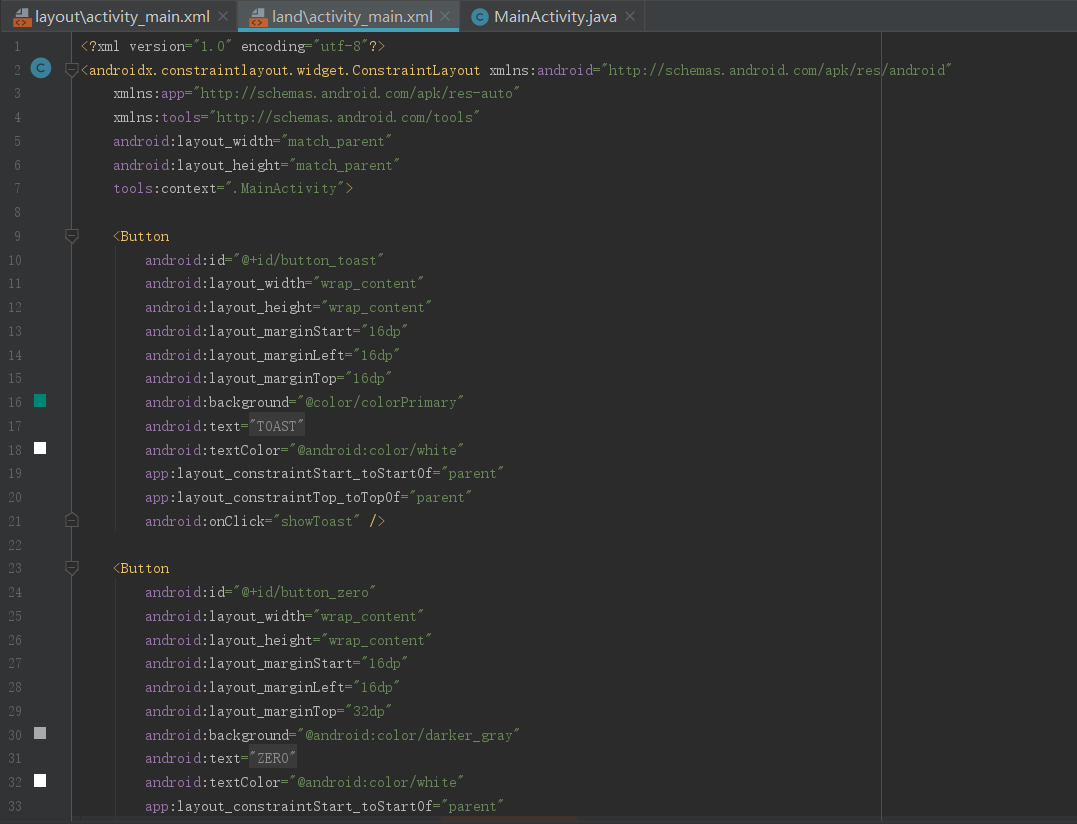 layout\activity_main.xml land\activity_main.xml C MainActivity.java
1 <?xml version="1.0" encoding="utf-8"?>
2 C <androidx.constraintlayout.widget.ConstraintLayout xmlns:android="http://schemas.android.com/apk/res/android"
3 xmlns:app="http://schemas.android.com/apk/res-auto"
4 xmlns:tools="http://schemas.android.com/tools"
5 android:layout_width="match_parent"
6 android:layout_height="match_parent"
7 tools:context=".MainActivity">
8
9 <Button
10 android:id="@+id/button_toast"
11 android:layout_width="wrap_content"
12 android:layout_height="wrap_content"
13 android:layout_marginStart="16dp"
14 android:layout_marginLeft="16dp"
15 android:layout_marginTop="16dp"
16 android:background="@color/colorPrimary"
17 android:text="TOAST"
18 android:textColor="@android:color/white"
19 app:layout_constraintStart_toStartOf="parent"
20 app:layout_constraintTop_toTopOf="parent"
21 android:onClick="showToast" />
22
23 <Button
24 android:id="@+id/button_zero"
25 android:layout_width="wrap_content"
26 android:layout_height="wrap_content"
27 android:layout_marginStart="16dp"
28 android:layout_marginLeft="16dp"
29 android:layout_marginTop="32dp"
30 android:background="@android:color/darker_gray"
31 android:text="ZERO"
32 android:textColor="@android:color/white"
33 app:layout_constraintStart_toStartOf="parent"